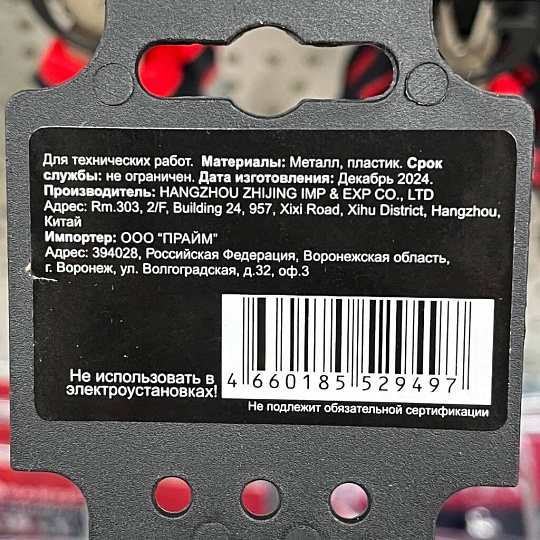 Для технических работ. Материалы: Металл, пластик. Срок
службы: не ограничен. Дата изготовления: Декабрь 2024.
Производитель: HANGZHOU ZHIJING IMP & EXP CO., LTD
Адрес: Rm.303, 2/F, Building 24, 957, Xixi Road, Xihu District, Hangzhou,
Китай
Импортер: ООО "ПРАЙМ"
Адрес: 394028, Российская Федерация, Воронежская область,
г. Воронеж, ул. Волгоградская, д.32, оф.3
Не использовать в
электроустановках!
4 660185 529497
Не подлежит обязательной сертификации